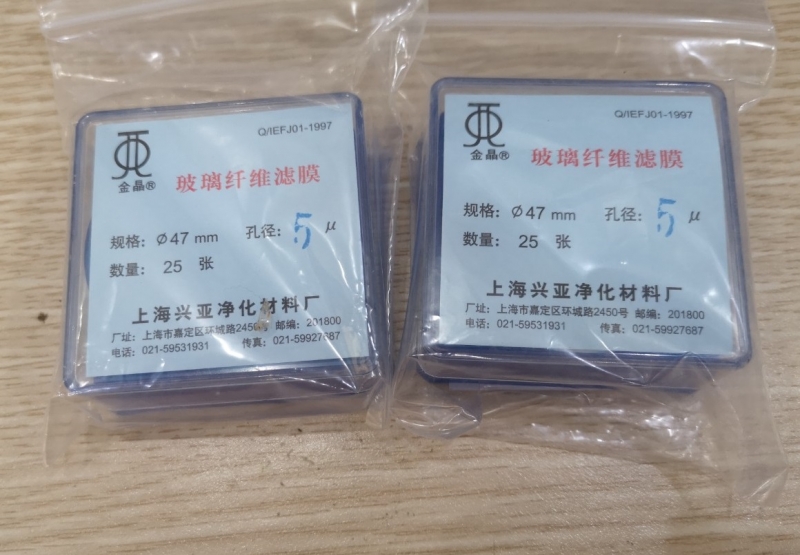 Q/IEFJ01-1997
金晶®
玻璃纤维滤膜
规格: Ø47 mm 孔径: 5 μ
数量: 25 张
上海兴亚净化材料厂
厂址: 上海市嘉定区环城路2450号 邮编: 201800
电话: 021-59531931 传真: 021-59927687
Q/IEFJ01-1997
金晶®
玻璃纤维滤膜
规格: Ø47 mm 孔径: 5 μ
数量: 25 张
上海兴亚净化材料厂
厂址: 上海市嘉定区环城路2450号 邮编: 201800
电话: 021-59531931 传真: 021-59927687